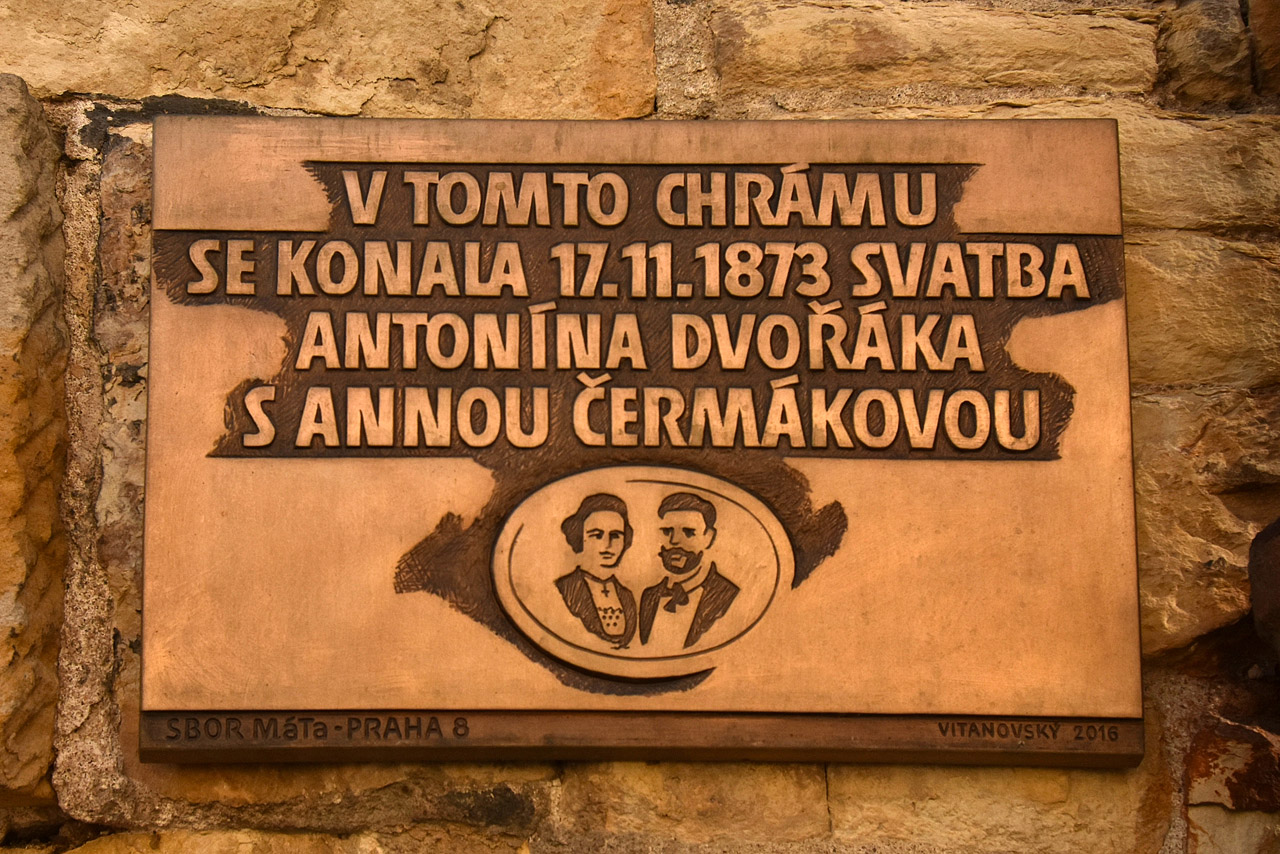 V TOMTO CHRÁMU
SE KONALA 17.11.1873 SVATBA
ANTONÍNA DVOŘÁKA
S ANNOU ČERMÁKOVOU
SBOR MáTa - PRAHA 8
VITANOVSKÝ 2016